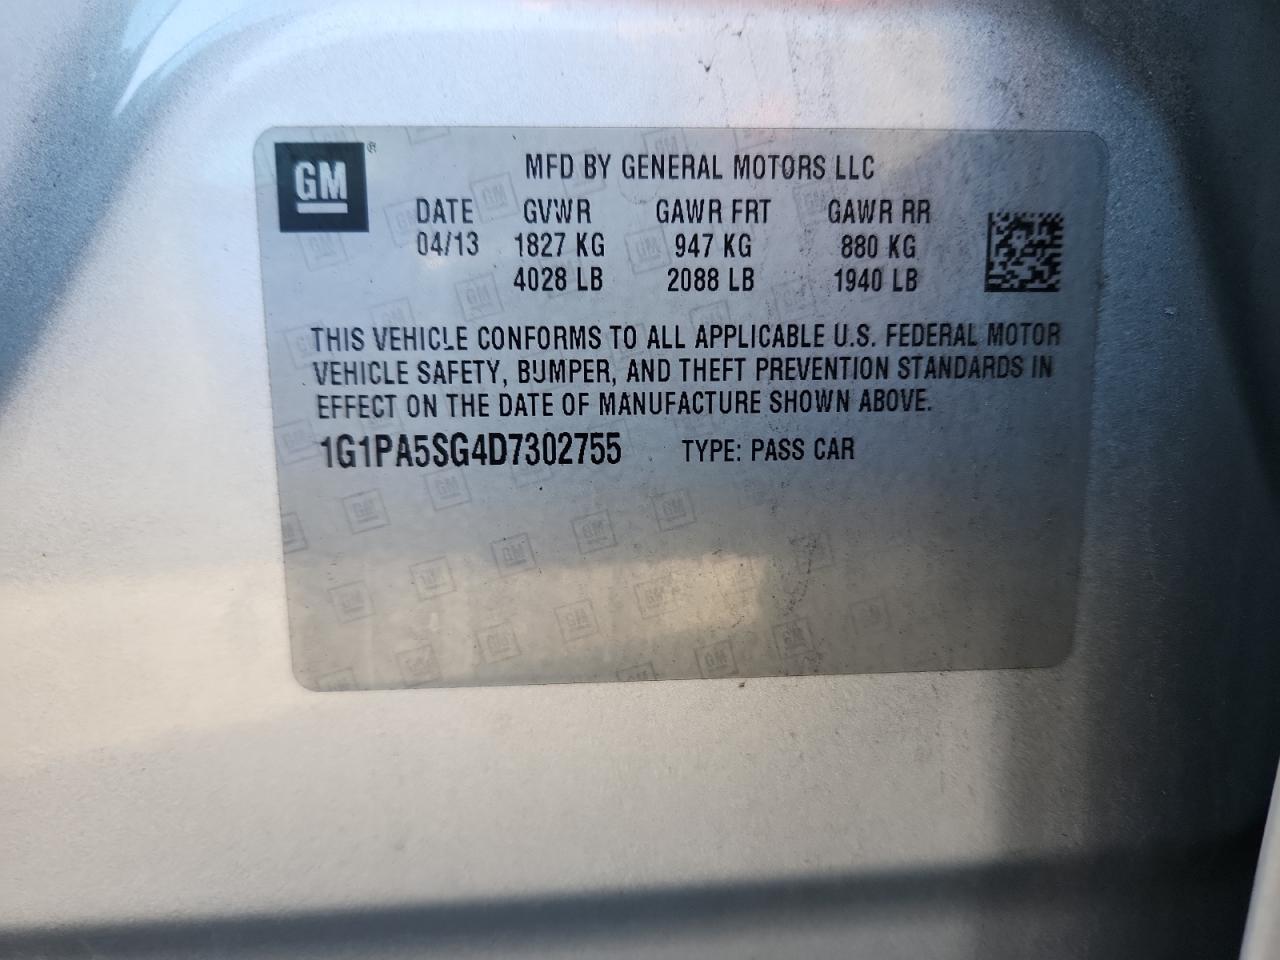 GM®
MFD BY GENERAL MOTORS LLC
DATE GVWR GAWR FRT GAWR RR
04/13 1827 KG 947 KG 880 KG
4028 LB 2088 LB 1940 LB
THIS VEHICLE CONFORMS TO ALL APPLICABLE U.S. FEDERAL MOTOR
VEHICLE SAFETY, BUMPER, AND THEFT PREVENTION STANDARDS IN
EFFECT ON THE DATE OF MANUFACTURE SHOWN ABOVE.
1G1PA5SG4D7302755 TYPE: PASS CAR